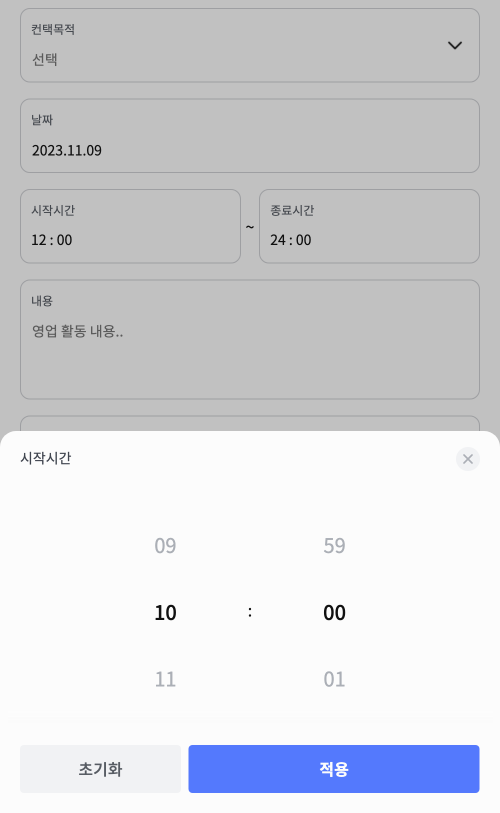 컨택목적
선택
날짜
2023.11.09
시작시간
종료시간
12 : 00
~
24 : 00
내용
영업 활동 내용..
시작시간
09
59
10
:
00
11
01
초기화
적용